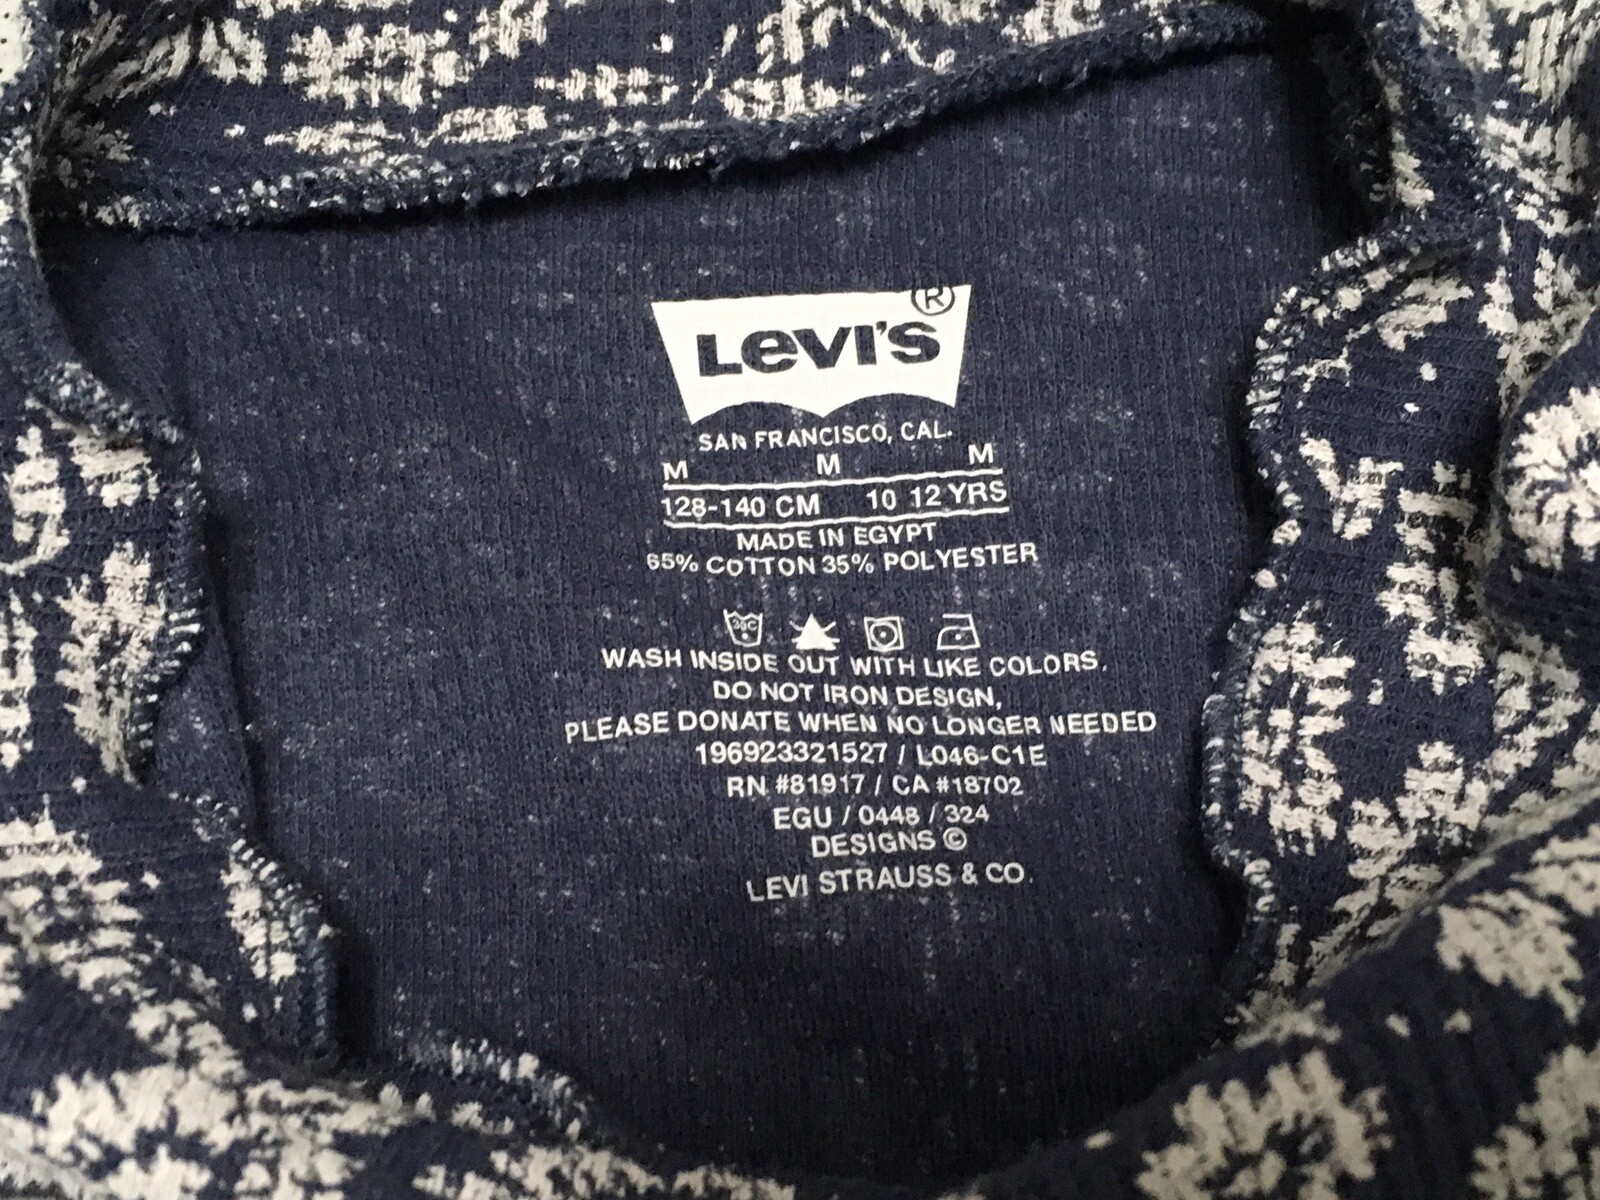 ®
LEVI'S
SAN FRANCISCO, CAL.
M M M
128-140 CM 10 12 YRS
MADE IN EGYPT
65% COTTON 35% POLYESTER
30C
WASH INSIDE OUT WITH LIKE COLORS.
DO NOT IRON DESIGN,
PLEASE DONATE WHEN NO LONGER NEEDED
196923321527 / L046-C1E
RN #81917 / CA #18702
EGU / 0448 / 324
DESIGNS ©
LEVI STRAUSS & CO.